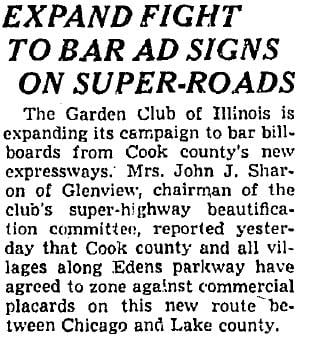 EXPAND FIGHT
TO BAR AD SIGNS
ON SUPER-ROADS
The Garden Club of Illinois is
expanding its campaign to bar bill-
boards from Cook county's new
expressways. Mrs. John J. Shar-
on of Glenview, chairman of the
club's super-highway beautifica-
tion committee, reported yester-
day that Cook county and all vil-
lages along Edens parkway have
agreed to zone against commercial
placards on this new route be-
tween Chicago and Lake county.